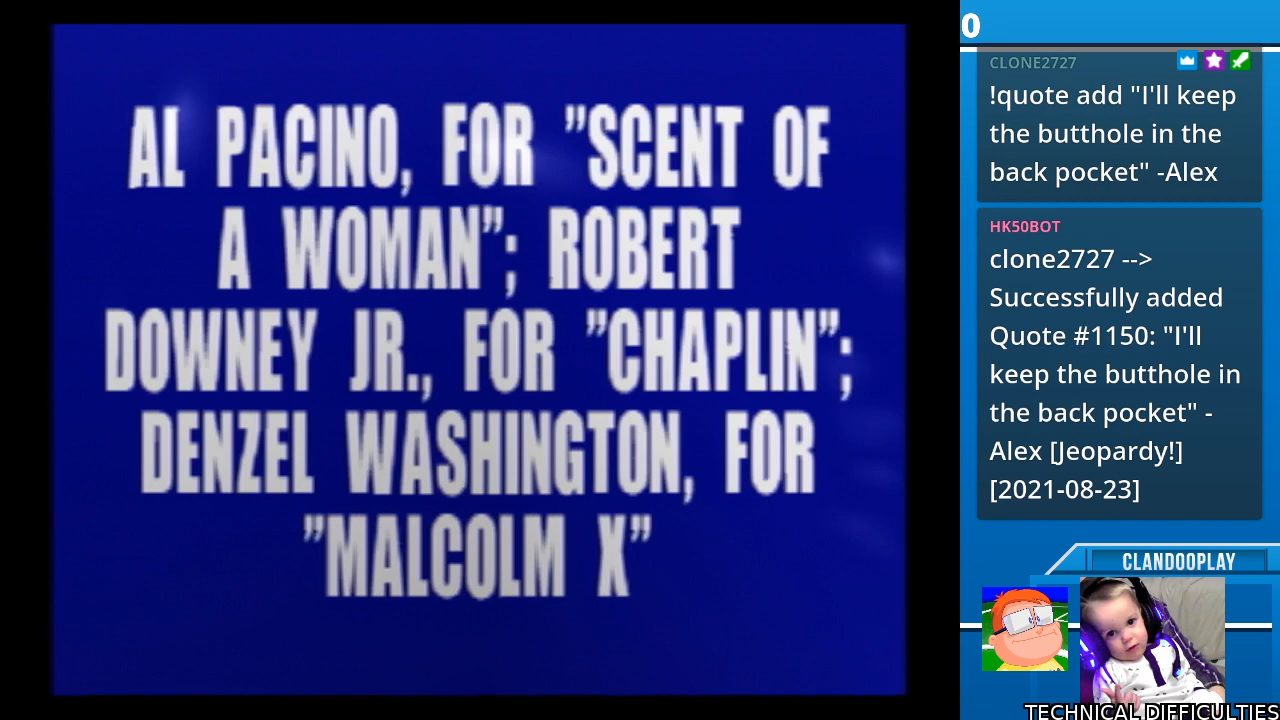 AL PACINO, FOR "SCENT OF
A WOMAN"; ROBERT
DOWNEY JR., FOR "CHAPLIN";
DENZEL WASHINGTON, FOR
"MALCOLM X"
0
CLONE2727
!quote add "I'll keep
the butthole in the
back pocket" -Alex
HK50BOT
clone2727 -->
Successfully added
Quote #1150: "I'll
keep the butthole in
the back pocket" -
Alex [Jeopardy!]
[2021-08-23]
CLANDOOPLAY
TECHNICAL DIFFICULTIES